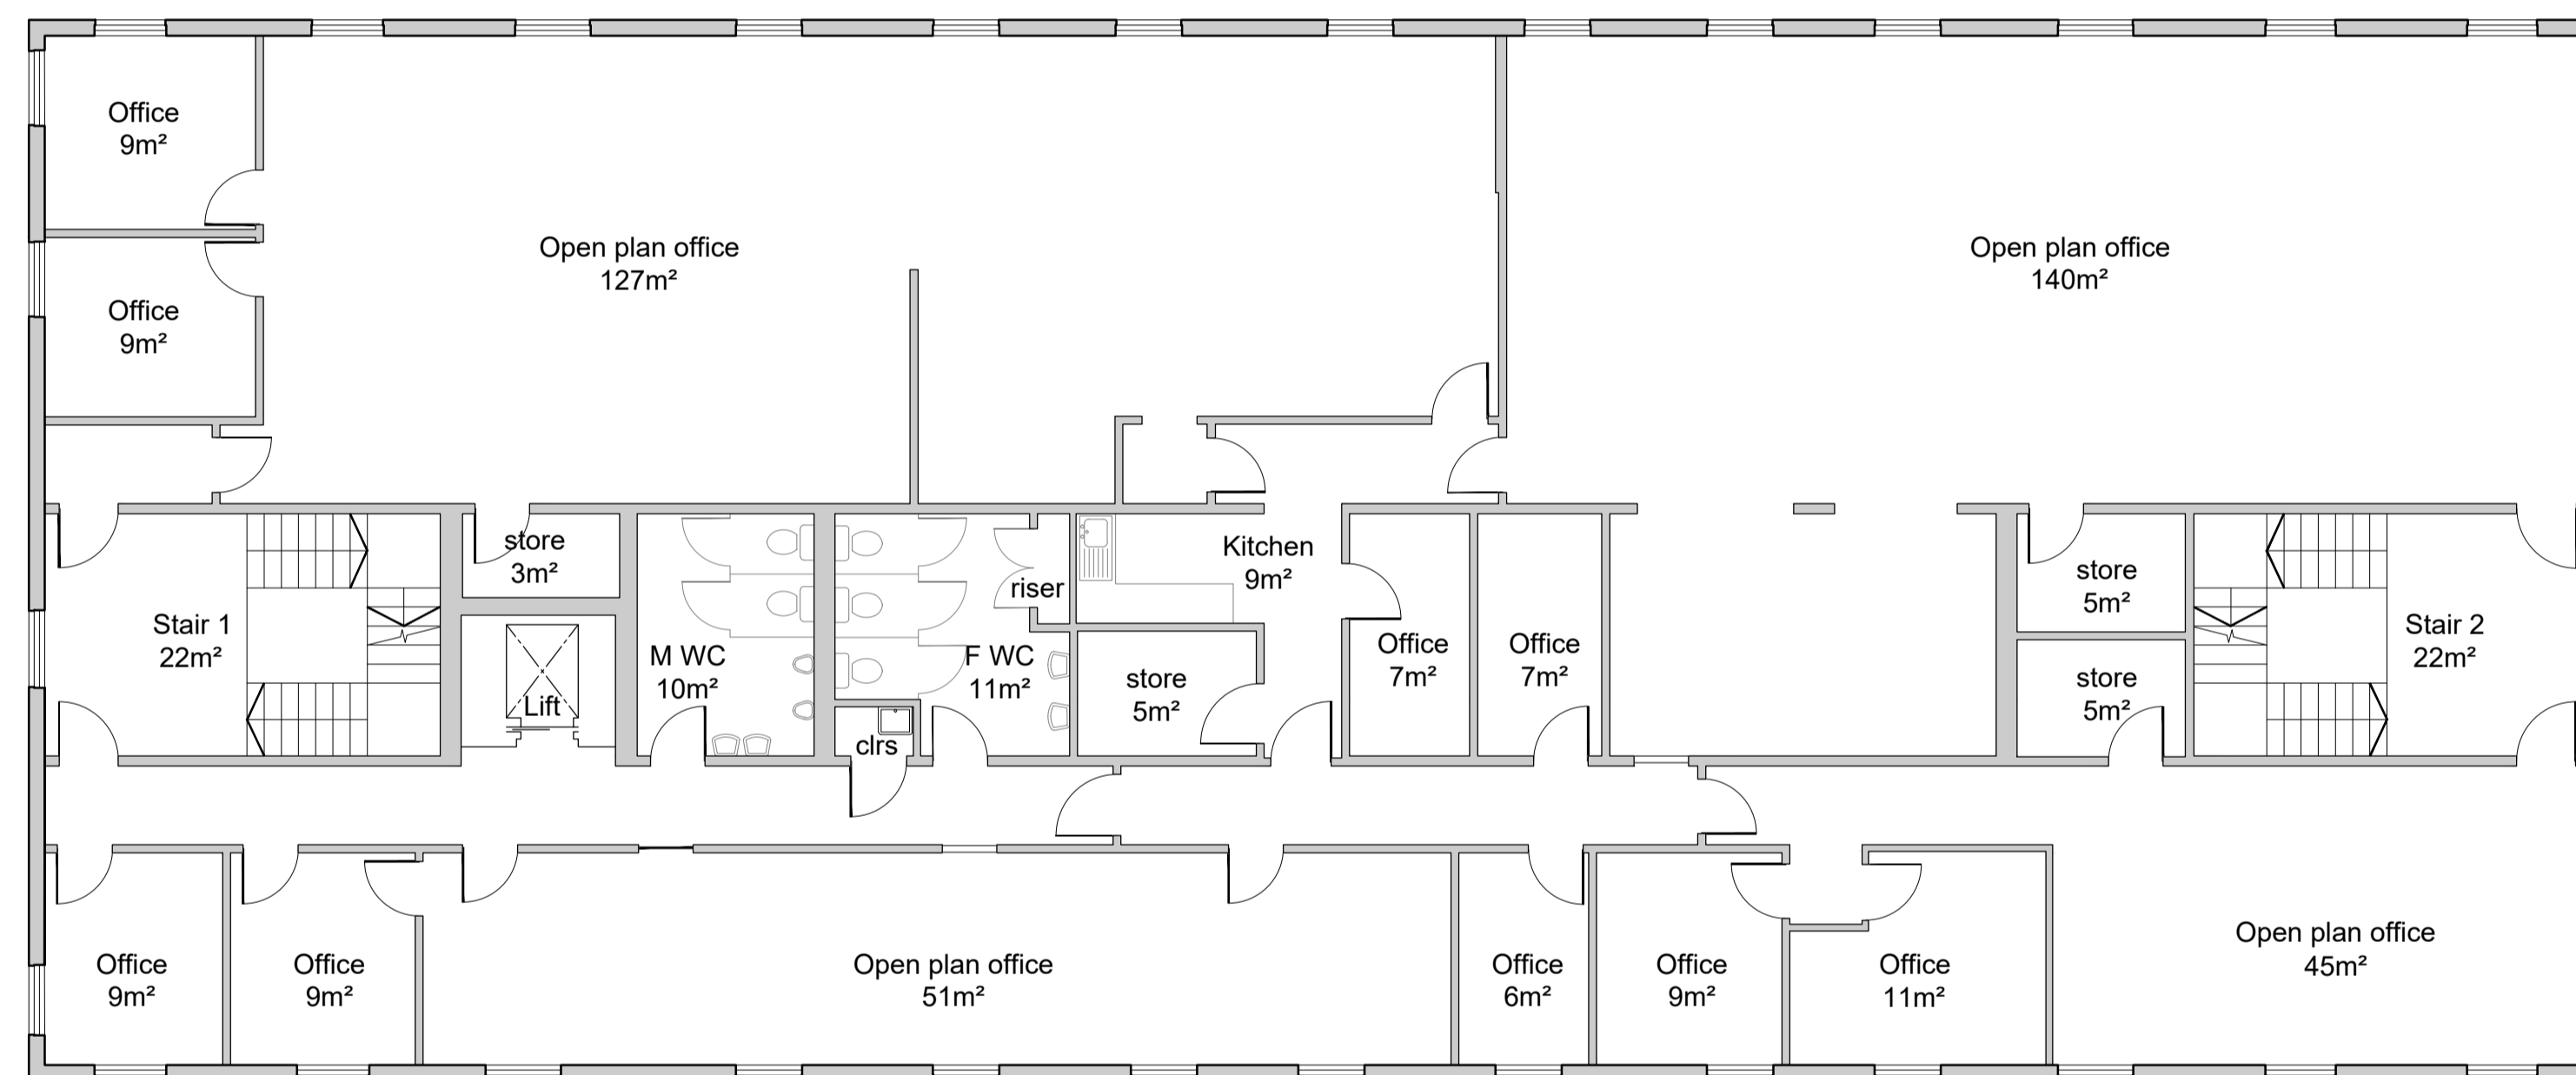 Office
9m²
Open plan office
127m²
Open plan office
140m²
Office
9m²
store
3m²
Kitchen
9m²
riser
store
5m²
Stair 1
22m²
M WC
10m²
F WC
11m²
Office
7m²
Office
7m²
Stair 2
22m²
store
5m²
store
5m²
Lift
clrs
Office
9m²
Office
9m²
Open plan office
51m²
Office
6m²
Office
9m²
Office
11m²
Open plan office
45m²